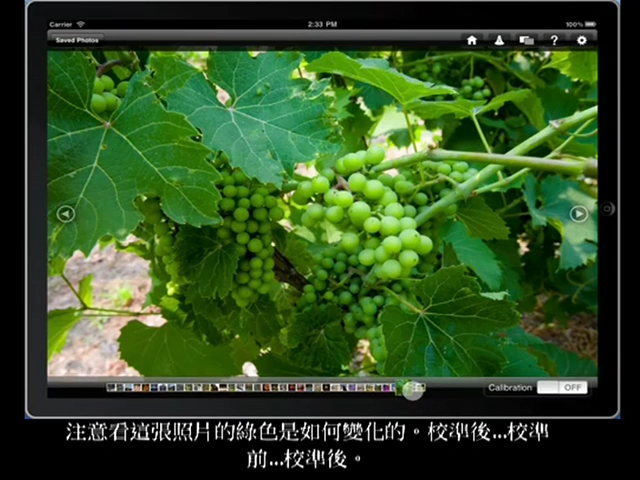 Carrier 2:33 PM 100%
Saved Photos ?
Calibration OFF
注意看這張照片的綠色是如何變化的。校準後...校準
前...校準後。